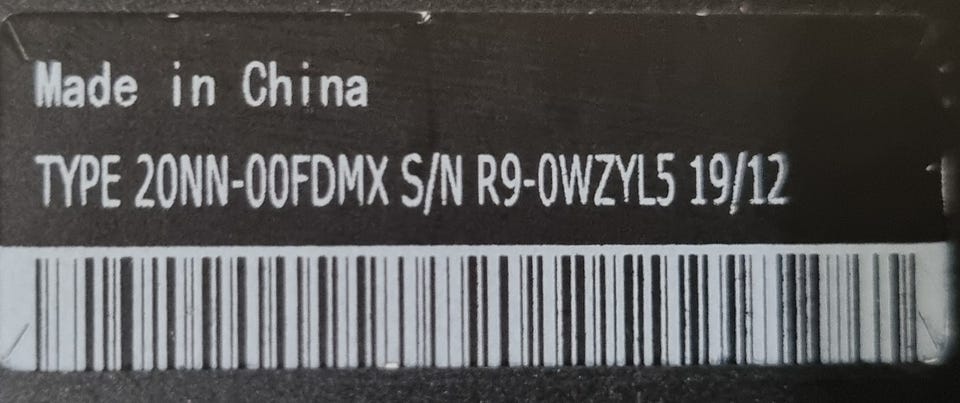 Made in China
TYPE 20NN-00FDMX S/N R9-0WZYL5 19/12